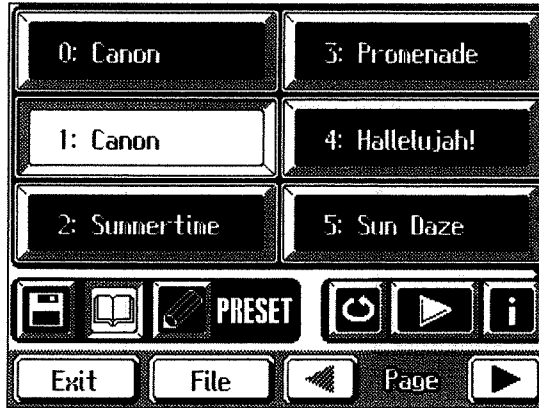 0: Canon
3: Promenade
1: Canon
4: Hallelujah!
2: Summertime
5: Sun Daze
PRESET
i
Exit
File
Page